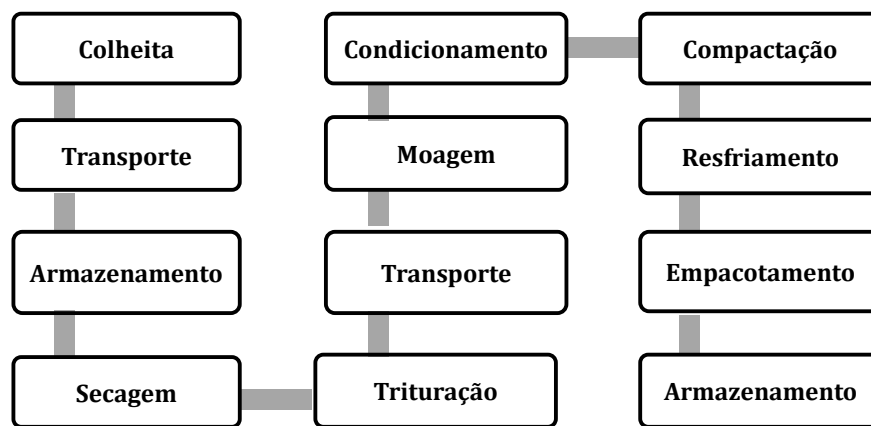 Colheita
Transporte
Armazenamento
Secagem
Trituração
Transporte
Moagem
Condicionamento
Compactação
Resfriamento
Empacotamento
Armazenamento